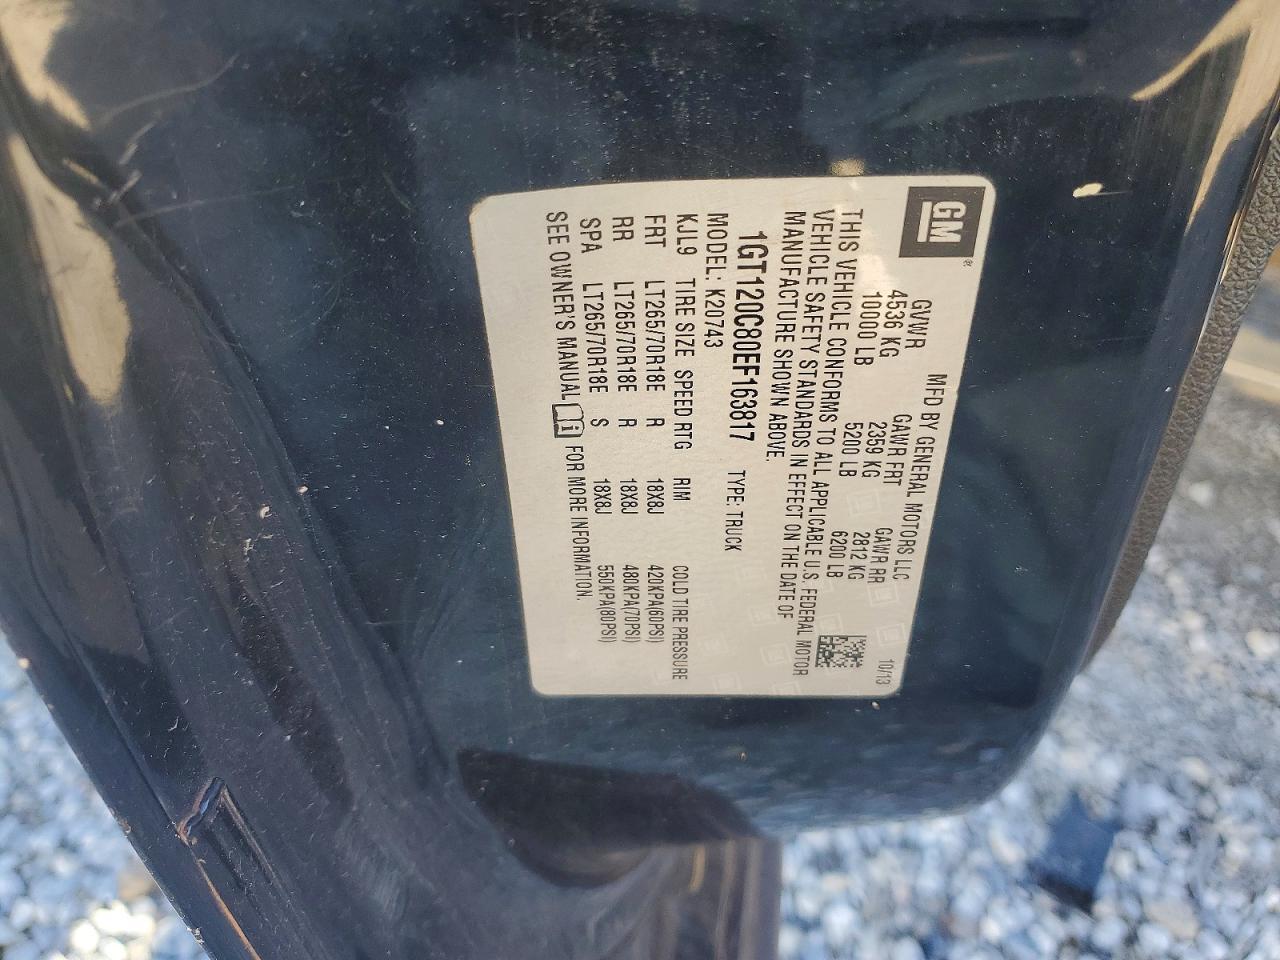 GM
MFD BY GENERAL MOTORS LLC 10/13
GVWR GAWR FRT GAWR RR
4536 KG 2359 KG 2812 KG
10000 LB 5200 LB 6200 LB
THIS VEHICLE CONFORMS TO ALL APPLICABLE U.S. FEDERAL MOTOR
VEHICLE SAFETY STANDARDS IN EFFECT ON THE DATE OF
MANUFACTURE SHOWN ABOVE.
1GT120C80EF163817 TYPE: TRUCK
MODEL: K20743
KJL9 TIRE SIZE SPEED RTG RIM COLD TIRE PRESSURE
FRT LT265/70R18E R 18X8J 420KPA(60PSI)
RR LT265/70R18E R 18X8J 480KPA(70PSI)
SPA LT265/70R18E S 18X8J 550KPA(80PSI)
SEE OWNER'S MANUAL FOR MORE INFORMATION.